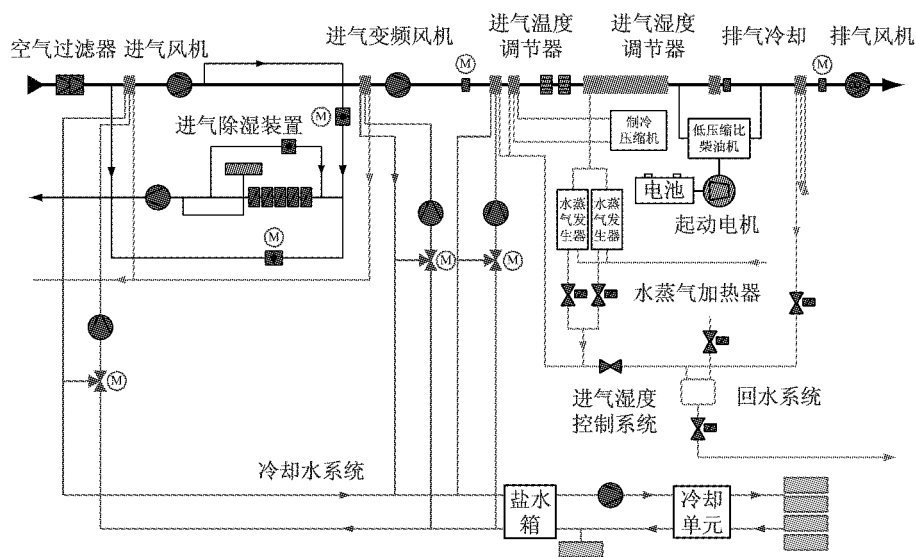 空气过滤器
进气风机
进气变频风机
进气温度
调节器
进气湿度
调节器
排气冷却
排气风机
M
M
M
进气除湿装置
制冷
压缩机
低压缩比
柴油机
电池
起动电机
水蒸
气发
生器
水蒸
气发
生器
M
M
M
水蒸气加热器
M
进气湿度
控制系统
回水系统
冷却水系统
盐水
箱
冷却
单元